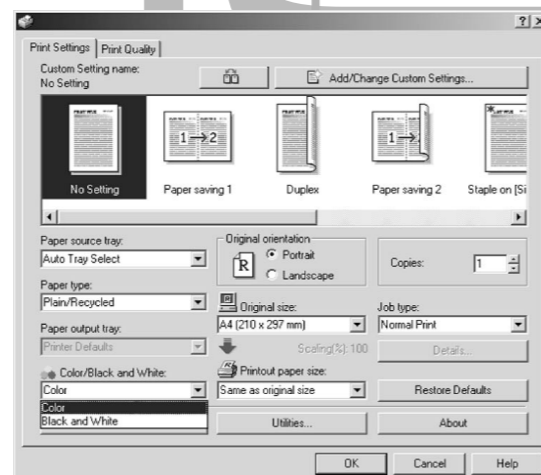 Print Settings
Print Quality
Custom Setting name:
No Setting
Add/Change Custom Settings...
1 2
1
No Setting
Paper saving 1
Duplex
Paper saving 2
Staple on [Si
Paper source tray:
Auto Tray Select
Original orientation
R
Portrait
Landscape
Copies:
1
Paper type:
Plain/Recycled
Original size:
A4 (210 x 297 mm)
Job type:
Normal Print
Paper output tray:
Printer Defaults
Scaling(%): 100
Details...
Color/Black and White:
Color
Printout paper size:
Same as original size
Restore Defaults
Color
Black and White
Utilities...
About
OK
Cancel
Help